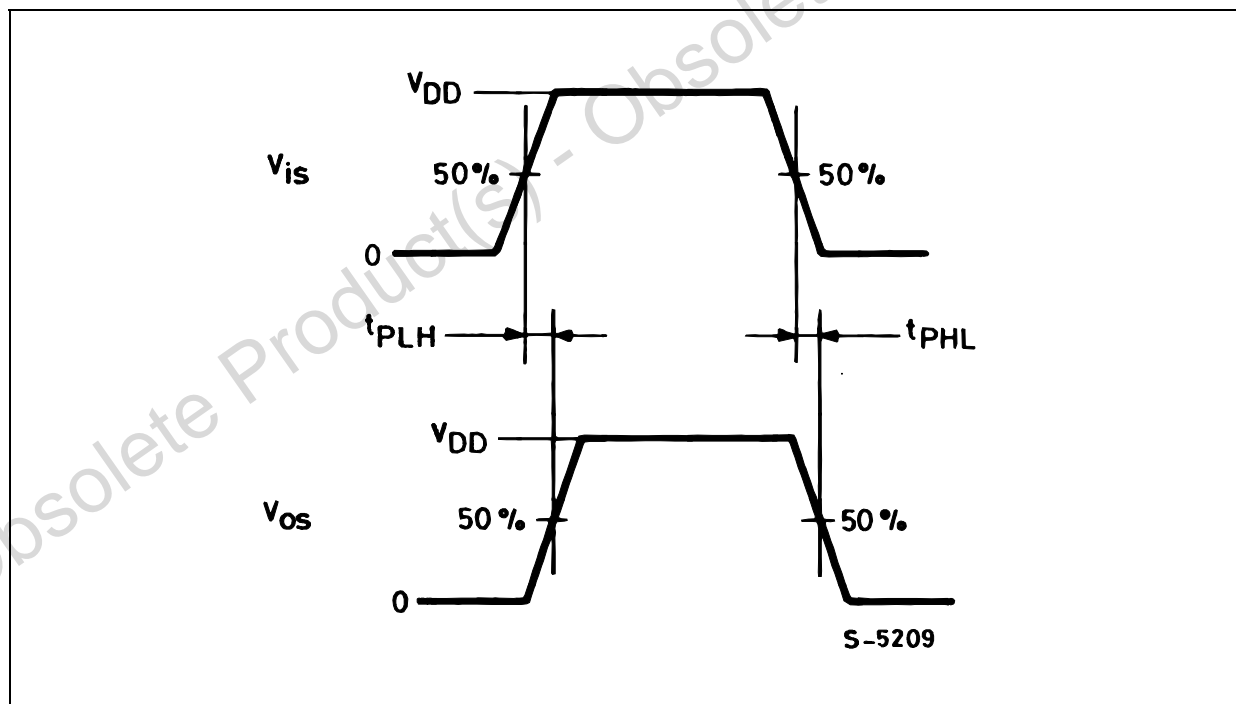 VDD
Vis
50%
50%
0
tPLH
tPHL
VDD
Vos
50%
50%
0
S-5209
Obsolete Product(s) - Obsolete